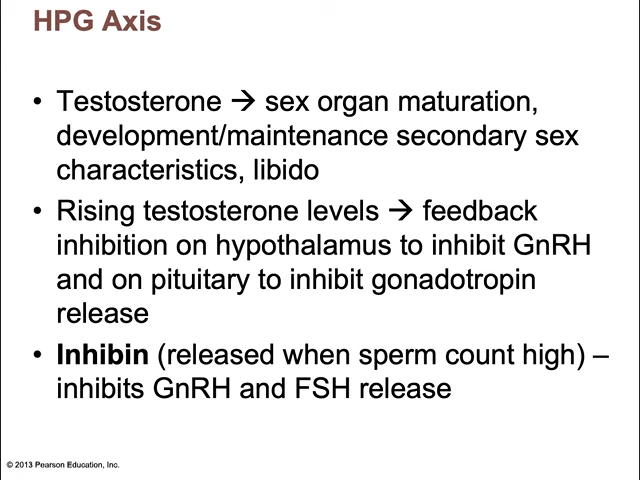 HPG Axis
• Testosterone → sex organ maturation,
development/maintenance secondary sex
characteristics, libido
• Rising testosterone levels → feedback
inhibition on hypothalamus to inhibit GnRH
and on pituitary to inhibit gonadotropin
release
• Inhibin (released when sperm count high) –
inhibits GnRH and FSH release
© 2013 Pearson Education, Inc.